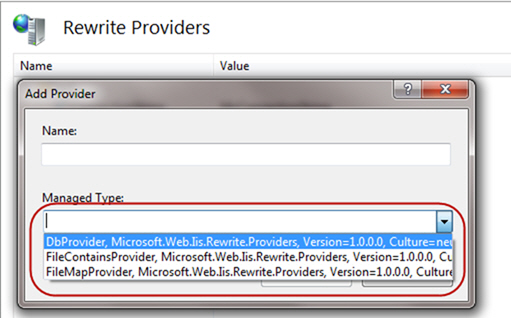 Rewrite Providers
Name Value
Add Provider
Name:
Managed Type:
DbProvider, Microsoft.Web.Iis.Rewrite.Providers, Version=1.0.0.0, Culture=neu
FileContainsProvider, Microsoft.Web.Iis.Rewrite.Providers, Version=1.0.0.0, Cu
FileMapProvider, Microsoft.Web.Iis.Rewrite.Providers, Version=1.0.0.0, Culture